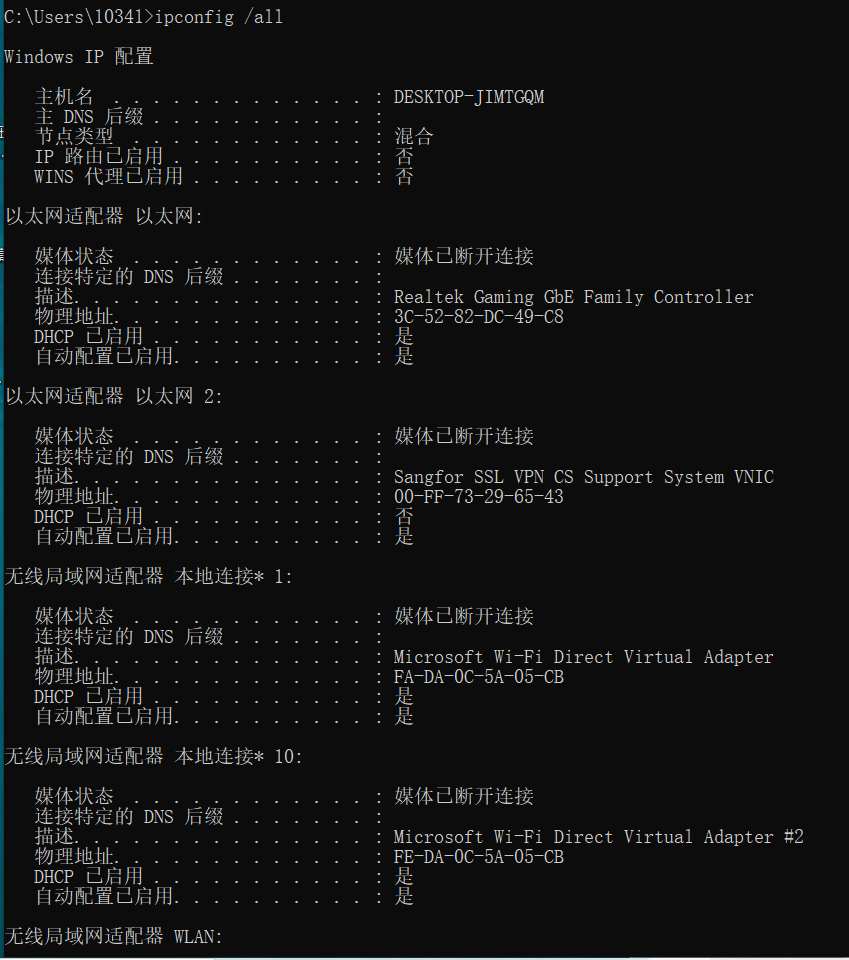 C:\Users\10341>ipconfig /all
Windows IP 配置
主机名 . . . . . . . . . . . . . : DESKTOP-JIMTGQM
主 DNS 后缀 . . . . . . . . . . . :
节点类型 . . . . . . . . . . . . : 混合
IP 路由已启用 . . . . . . . . . . : 否
WINS 代理已启用 . . . . . . . . . : 否
以太网适配器 以太网:
媒体状态 . . . . . . . . . . . . : 媒体已断开连接
连接特定的 DNS 后缀 . . . . . . . :
描述. . . . . . . . . . . . . . . : Realtek Gaming GbE Family Controller
物理地址. . . . . . . . . . . . . : 3C-52-82-DC-49-C8
DHCP 已启用 . . . . . . . . . . . : 是
自动配置已启用. . . . . . . . . . : 是
以太网适配器 以太网 2:
媒体状态 . . . . . . . . . . . . : 媒体已断开连接
连接特定的 DNS 后缀 . . . . . . . :
描述. . . . . . . . . . . . . . . : Sangfor SSL VPN CS Support System VNIC
物理地址. . . . . . . . . . . . . : 00-FF-73-29-65-43
DHCP 已启用 . . . . . . . . . . . : 否
自动配置已启用. . . . . . . . . . : 是
无线局域网适配器 本地连接* 1:
媒体状态 . . . . . . . . . . . . : 媒体已断开连接
连接特定的 DNS 后缀 . . . . . . . :
描述. . . . . . . . . . . . . . . : Microsoft Wi-Fi Direct Virtual Adapter
物理地址. . . . . . . . . . . . . : FA-DA-0C-5A-05-CB
DHCP 已启用 . . . . . . . . . . . : 是
自动配置已启用. . . . . . . . . . : 是
无线局域网适配器 本地连接* 10:
媒体状态 . . . . . . . . . . . . : 媒体已断开连接
连接特定的 DNS 后缀 . . . . . . . :
描述. . . . . . . . . . . . . . . : Microsoft Wi-Fi Direct Virtual Adapter #2
物理地址. . . . . . . . . . . . . : FE-DA-0C-5A-05-CB
DHCP 已启用 . . . . . . . . . . . : 是
自动配置已启用. . . . . . . . . . : 是
无线局域网适配器 WLAN: